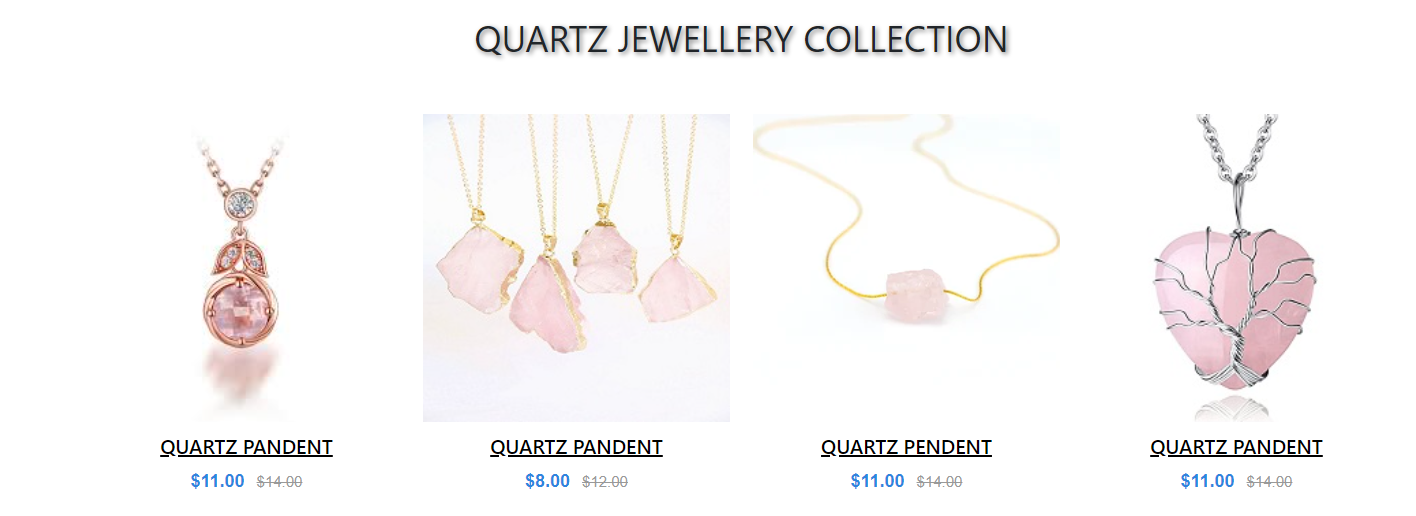 QUARTZ JEWELLERY COLLECTION
QUARTZ PANDENT
$11.00 $14.00
QUARTZ PANDENT
$8.00 $12.00
QUARTZ PENDENT
$11.00 $14.00
QUARTZ PANDENT
$11.00 $14.00